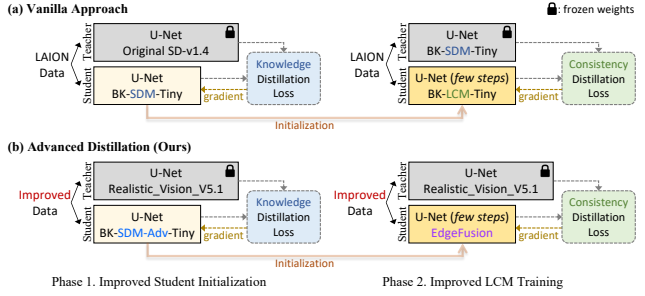 (a) Vanilla Approach
: frozen weights
LAION
Data
Teacher
Student
U-Net
Original SD-v1.4
U-Net
BK-SDM-Tiny
Knowledge
Distillation
Loss
gradient
LAION
Data
Teacher
Student
U-Net
BK-SDM-Tiny
U-Net (few steps)
BK-LCM-Tiny
Consistency
Distillation
Loss
gradient
Initialization
(b) Advanced Distillation (Ours)
Improved
Data
Teacher
Student
U-Net
Realistic_Vision_V5.1
U-Net
BK-SDM-Adv-Tiny
Knowledge
Distillation
Loss
gradient
Improved
Data
Teacher
Student
U-Net
Realistic_Vision_V5.1
U-Net (few steps)
EdgeFusion
Consistency
Distillation
Loss
gradient
Initialization
Phase 1. Improved Student Initialization
Phase 2. Improved LCM Training